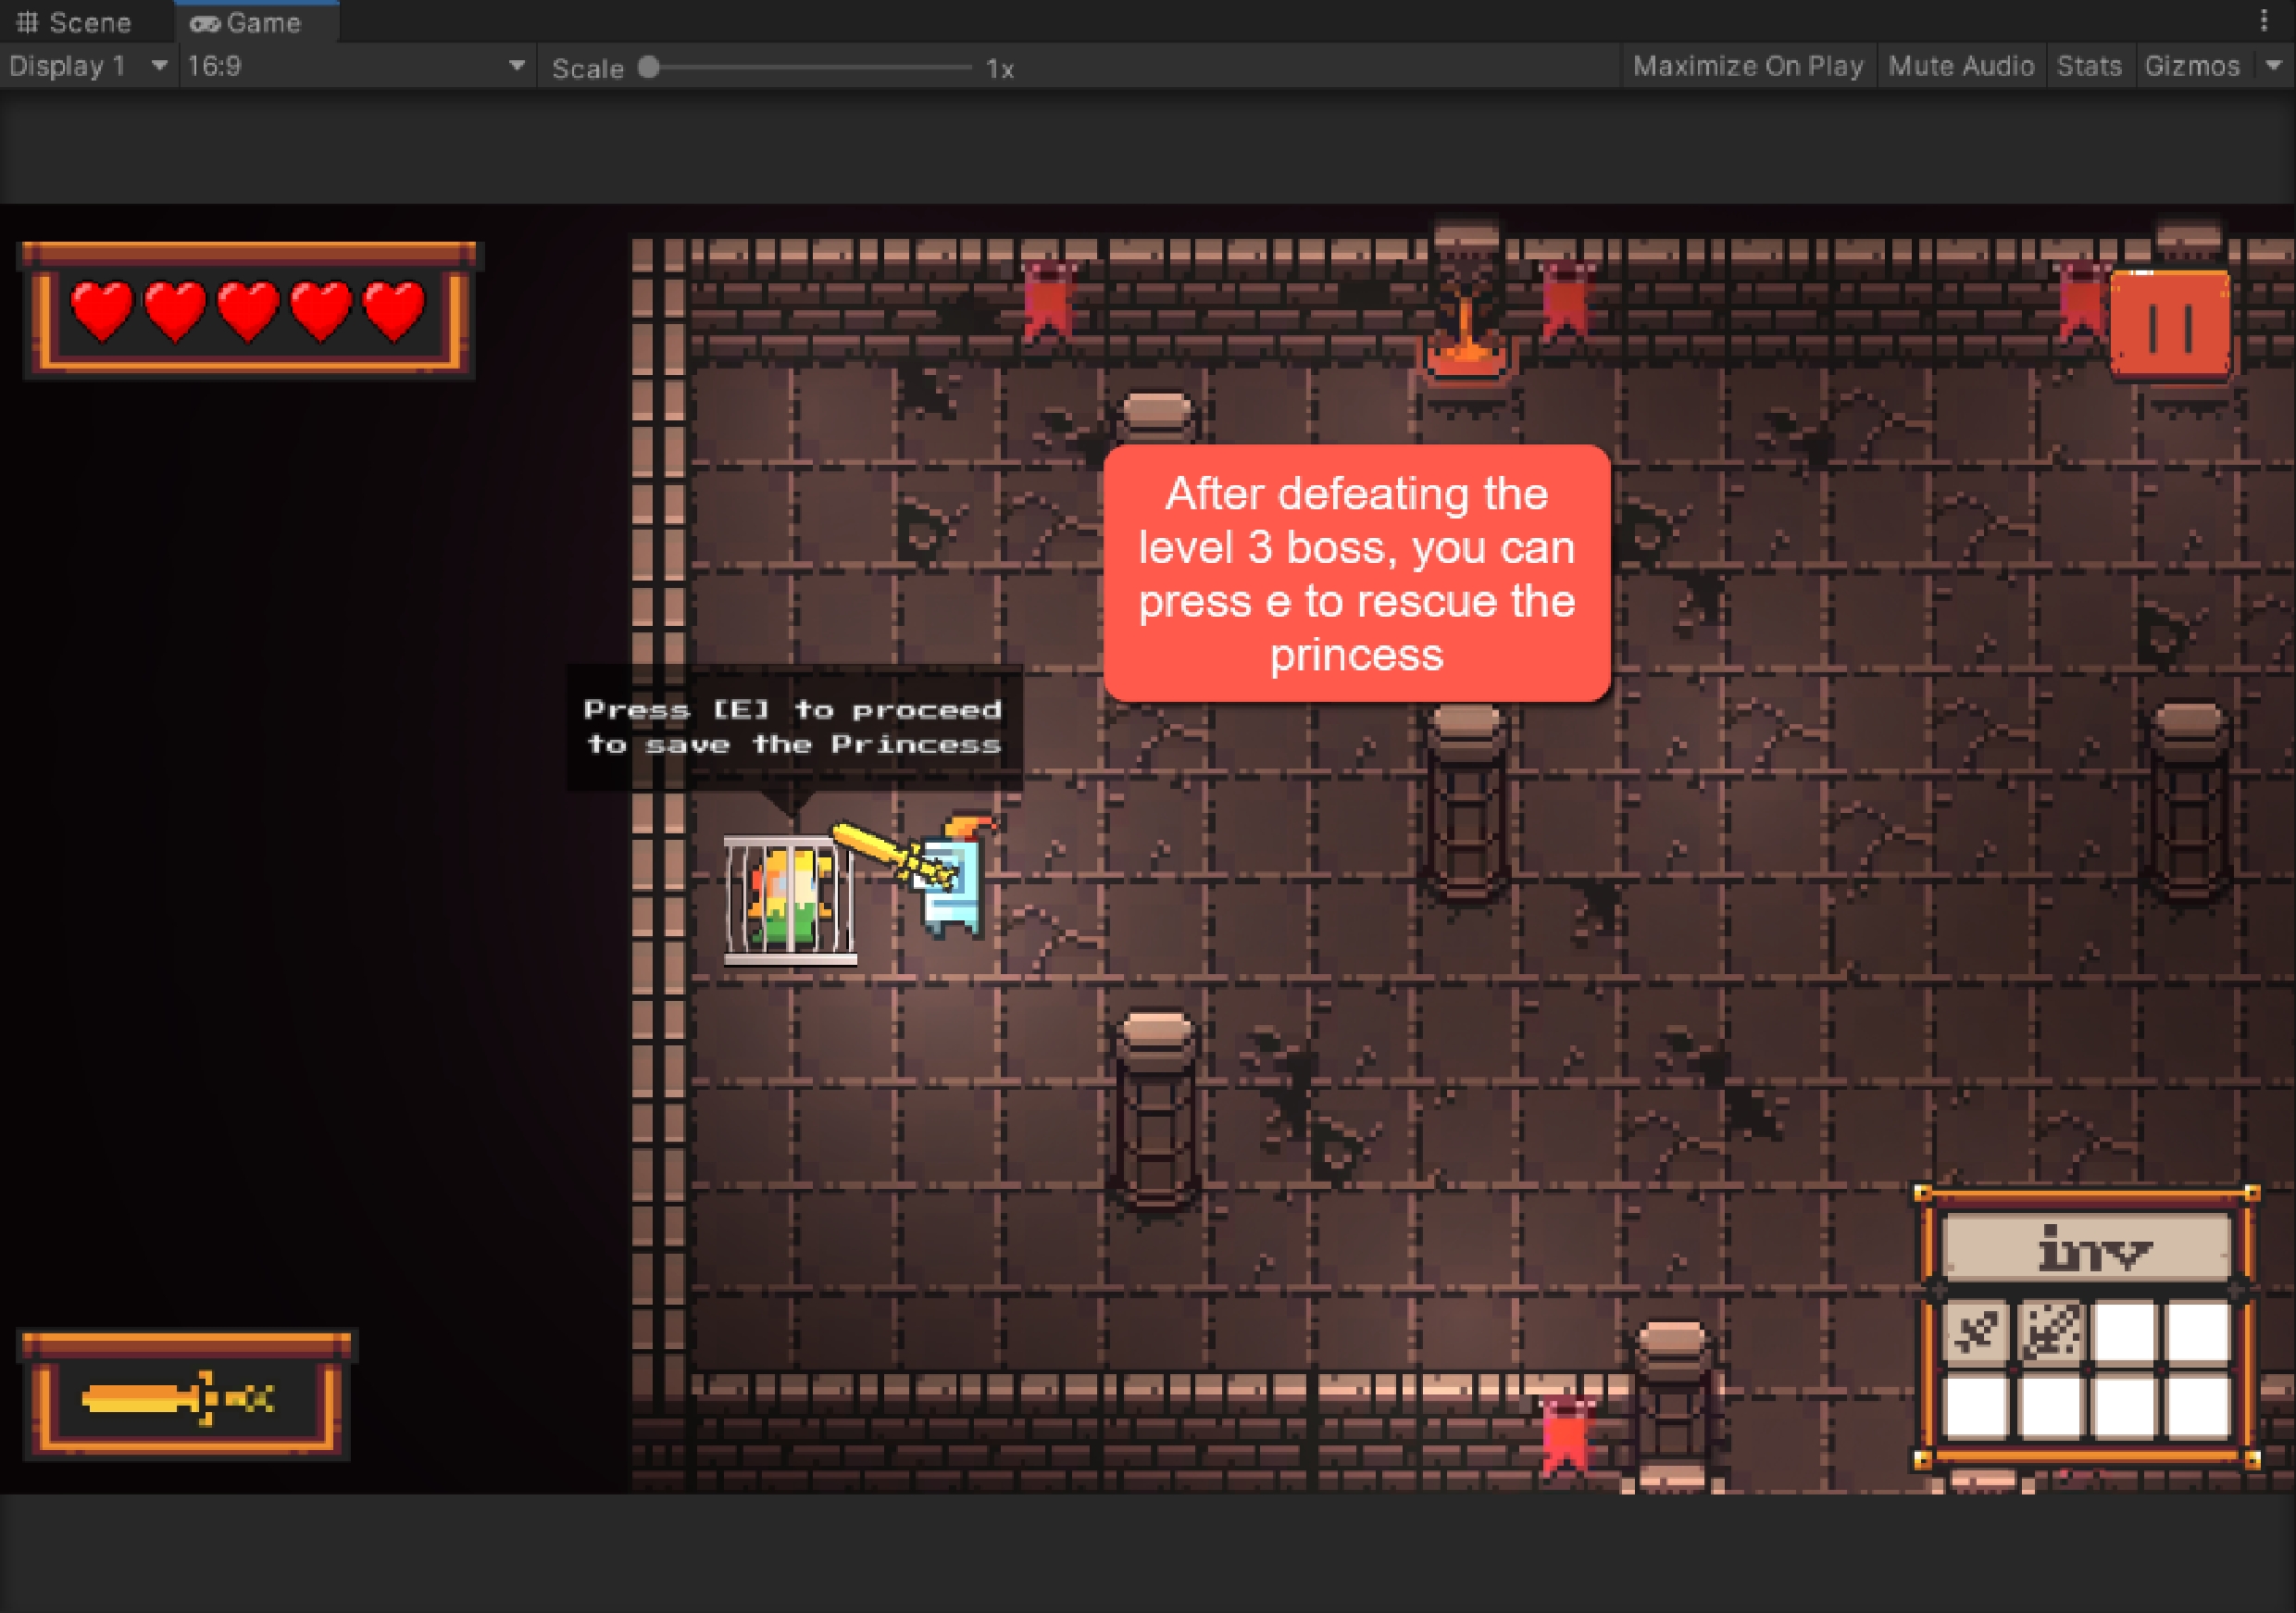 Scene
Game
Display 1
16:9
Scale
1x
Maximize On Play
Mute Audio
Stats
Gizmos
After defeating the
level 3 boss, you can
press e to rescue the
princess
Press [E] to proceed
to save the Princess
inv